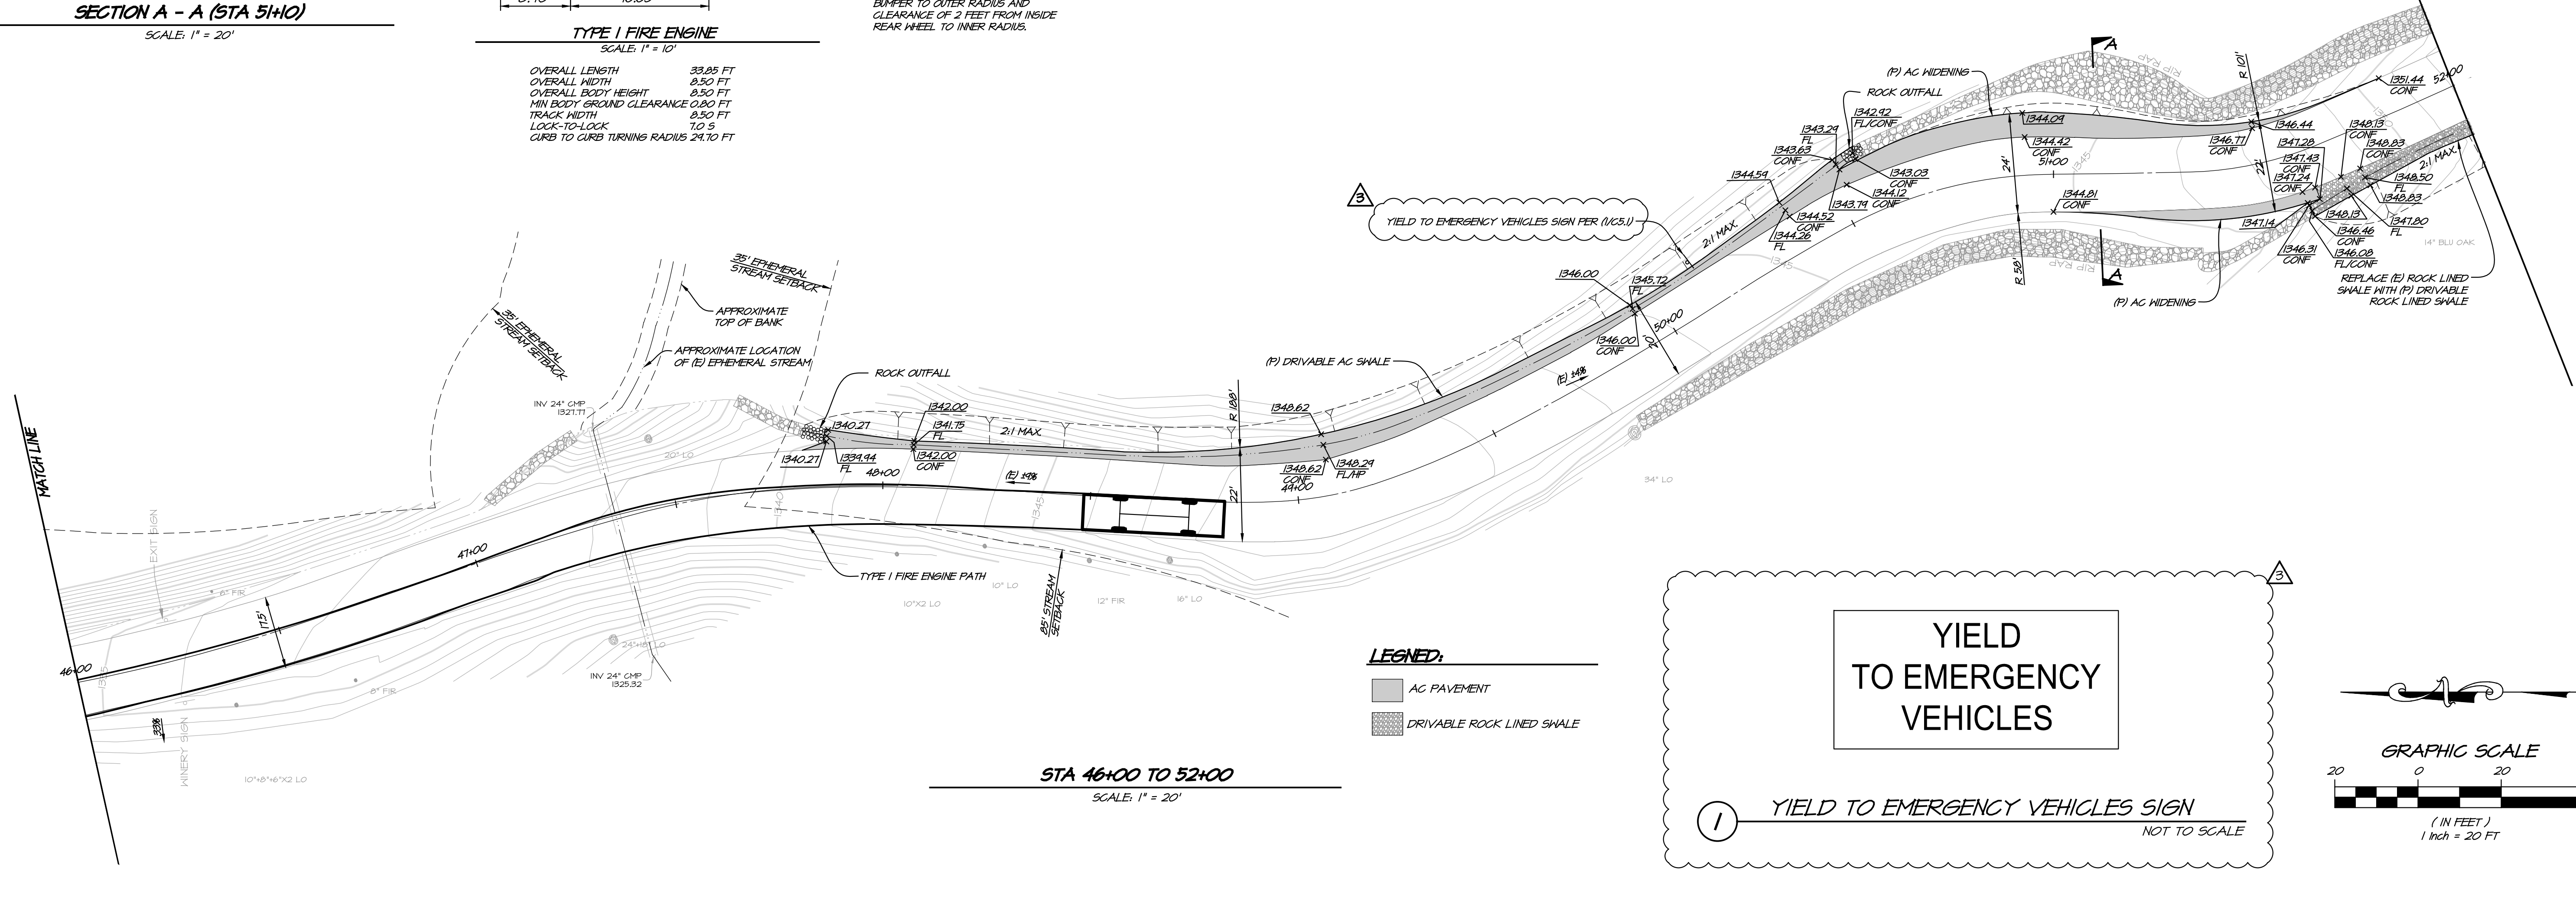 SECTION A - A (STA 51+10)
SCALE: 1" = 20'
TYPE 1 FIRE ENGINE
SCALE: 1" = 10'
OVERALL LENGTH 33.85 FT
OVERALL WIDTH 8.50 FT
OVERALL BODY HEIGHT 8.50 FT
MIN BODY GROUND CLEARANCE 0.80 FT
TRACK WIDTH 8.50 FT
LOCK-TO-LOCK 7.0 S
CURB TO CURB TURNING RADIUS 29.70 FT
BUMPER TO OUTER RADIUS AND
CLEARANCE OF 2 FEET FROM INSIDE
REAR WHEEL TO INNER RADIUS.
MATCH LINE
46+00
1335
EXIT SIGN
WINERY SIGN
33%
6" FIR
8" FIR
10"+8"+6"X2 LO
17.5'
47+00
35' EPHEMERAL
STREAM SETBACK
35' EPHEMERAL
STREAM SETBACK
APPROXIMATE
TOP OF BANK
APPROXIMATE LOCATION
OF (E) EPHEMERAL STREAM
INV 24" CMP
1327.77
INV 24" CMP
1325.32
20" LO
ROCK OUTFALL
1340.27
1340.27
1339.94
FL
1342.00
1341.75
FL
1342.00
CONF
48+00
1340
2:1 MAX.
(E) ±9%
1345
TYPE 1 FIRE ENGINE PATH
10"X2 LO
10" LO
85' STREAM
SETBACK
12" FIR
16" LO
R 188'
22'
1348.62
1348.62
CONF
1348.29
FL/HP
49+00
(P) DRIVABLE AC SWALE
(E) ±4%
34" LO
3
YIELD TO EMERGENCY VEHICLES SIGN PER (1/C5.1)
1346.00
1345.72
FL
1346.00
CONF
50+00
20'
2:1 MAX.
1345
1344.59
1344.52
CONF
1344.26
FL
1343.29
FL
1343.63
CONF
ROCK OUTFALL
1342.92
FL/CONF
1343.03
CONF
1344.12
CONF
1343.79
(P) AC WIDENING
RIP RAP
A
1344.09
1344.42
CONF
51+00
24'
R 58'
1345
1344.81
CONF
RIP RAP
A
(P) AC WIDENING
R 101'
22'
1346.44
1346.77
CONF
1347.28
1347.43
CONF
1347.24
CONF
1348.13
CONF
1348.83
CONF
2:1 MAX.
1348.50
FL
1348.83
1347.80
FL
1348.13
1346.46
CONF
1346.08
FL/CONF
1346.31
CONF
1347.14
1351.44
CONF
52+00
14" BLU OAK
REPLACE (E) ROCK LINED
SWALE WITH (P) DRIVABLE
ROCK LINED SWALE
STA 46+00 TO 52+00
SCALE: 1" = 20'
LEGNED:
AC PAVEMENT
DRIVABLE ROCK LINED SWALE
3
YIELD
TO EMERGENCY
VEHICLES
1
YIELD TO EMERGENCY VEHICLES SIGN
NOT TO SCALE
GRAPHIC SCALE
20 0 20
( IN FEET )
1 Inch = 20 FT